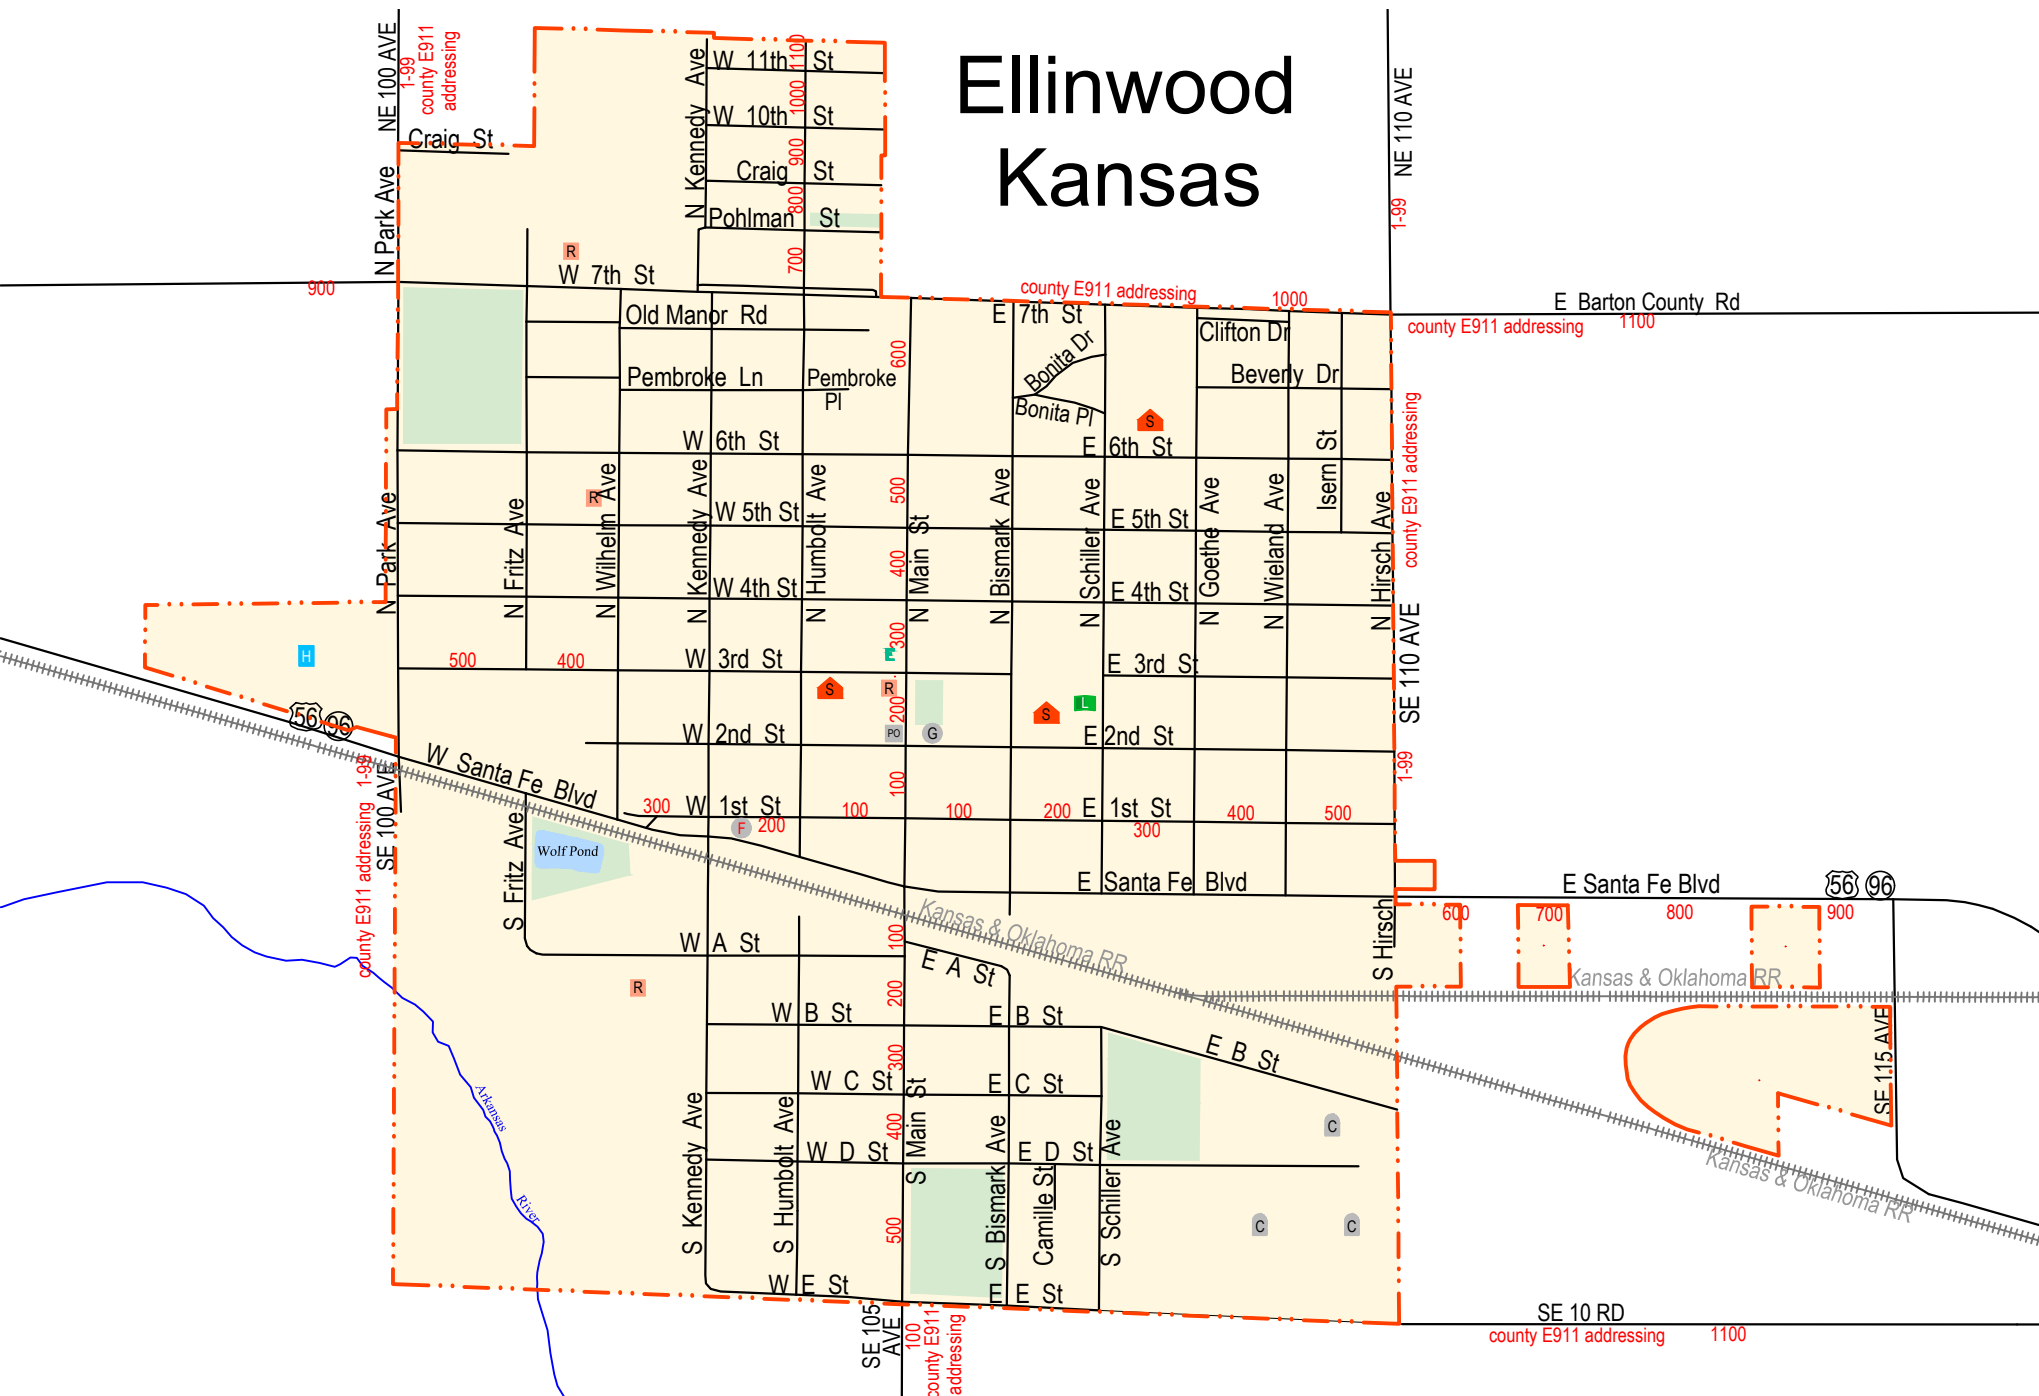 Ellinwood
Kansas
NE 100 AVE
1-99
county E911
addressing
Craig St
N Park Ave
N Kennedy Ave
W 11th St
1100
W 10th St
1000
Craig St
900
Pohlman St
800
700
NE 110 AVE
1-99
R
W 7th St
900
county E911 addressing
1000
E Barton County Rd
county E911 addressing
1100
Old Manor Rd
E 7th St
Clifton Dr
600
Bonita Dr
Beverly Dr
Pembroke Ln
Pembroke
Pl
Bonita Pl
S
W 6th St
E 6th St
Isern St
county E911 addressing
R
N Park Ave
N Fritz Ave
N Wilhelm Ave
N Kennedy Ave
N Humbolt Ave
N Main St
N Bismark Ave
N Schiller Ave
N Goethe Ave
N Wieland Ave
N Hirsch Ave
500
W 5th St
E 5th St
400
W 4th St
E 4th St
300
SE 110 AVE
H
500
400
W 3rd St
E
E 3rd St
S
R
200
S
L
56
96
W 2nd St
PO
G
E 2nd St
1-99
W Santa Fe Blvd
SE 100 AVE
county E911 addressing 1-99
100
300
W 1st St
100
100
200
E 1st St
400
500
F
200
300
Wolf Pond
S Fritz Ave
E Santa Fe Blvd
E Santa Fe Blvd
56
96
600
700
800
900
Kansas & Oklahoma RR
S Hirsch
W A St
100
E A St
Kansas & Oklahoma RR
R
200
W B St
E B St
E B St
SE 115 AVE
300
W C St
E C St
Arkansas
River
S Kennedy Ave
S Humbolt Ave
S Main St
S Bismark Ave
Camille St
S Schiller Ave
400
C
W D St
E D St
Kansas & Oklahoma RR
500
C
C
W E St
E E St
SE 105
AVE
100
county E911
addressing
SE 10 RD
county E911 addressing
1100